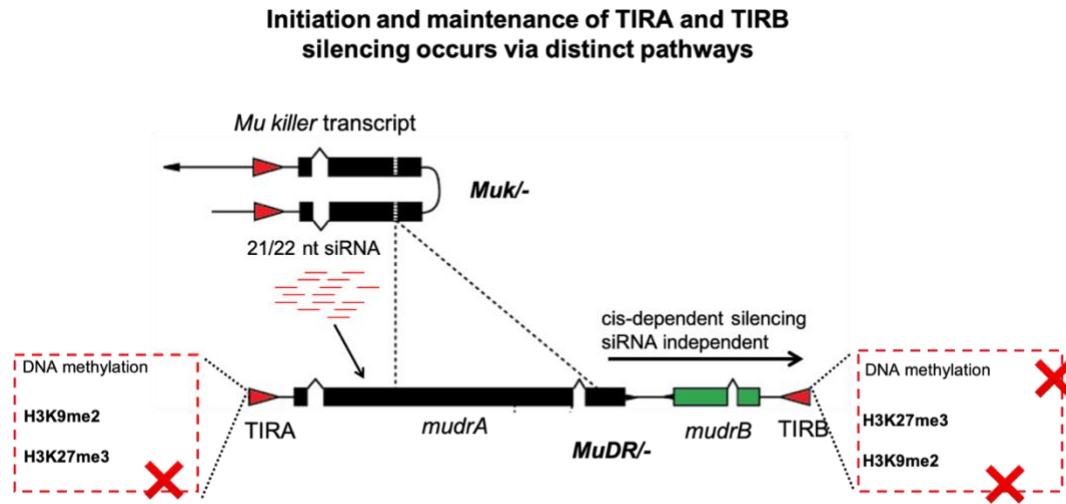 Initiation and maintenance of TIRA and TIRB
silencing occurs via distinct pathways
Mu killer transcript
Muk/-
21/22 nt siRNA
cis-dependent silencing
siRNA independent
DNA methylation
H3K9me2
H3K27me3
TIRA
mudrA
MuDR/-
mudrB
TIRB
DNA methylation
H3K27me3
H3K9me2